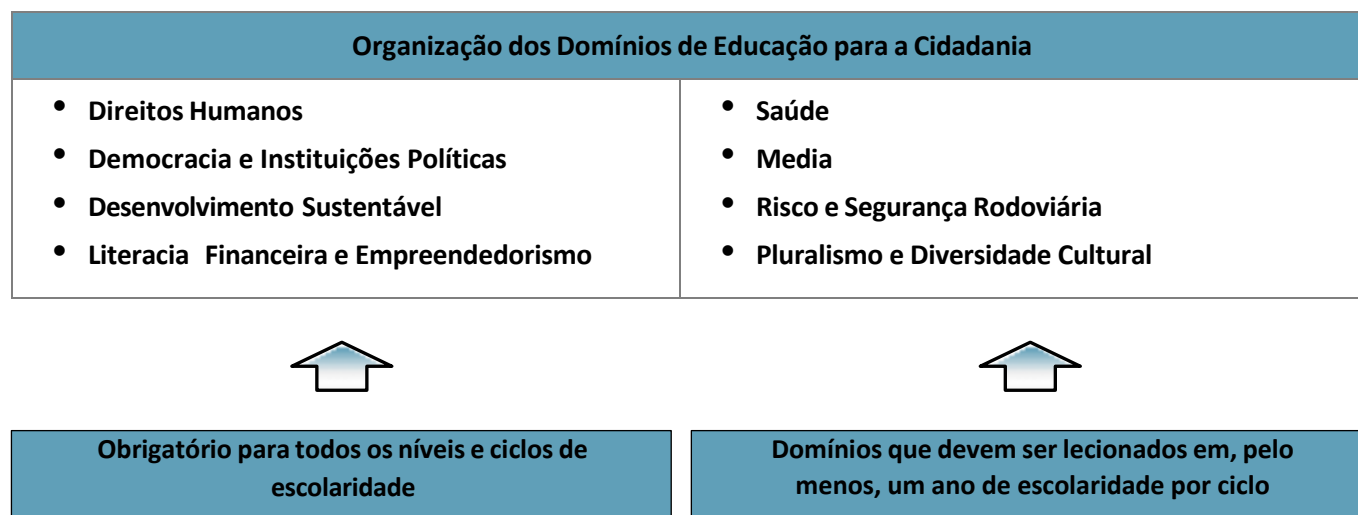 Organização dos Domínios de Educação para a Cidadania
• Direitos Humanos
• Democracia e Instituições Políticas
• Desenvolvimento Sustentável
• Literacia Financeira e Empreendedorismo
• Saúde
• Media
• Risco e Segurança Rodoviária
• Pluralismo e Diversidade Cultural
Obrigatório para todos os níveis e ciclos de
escolaridade
Domínios que devem ser lecionados em, pelo
menos, um ano de escolaridade por ciclo